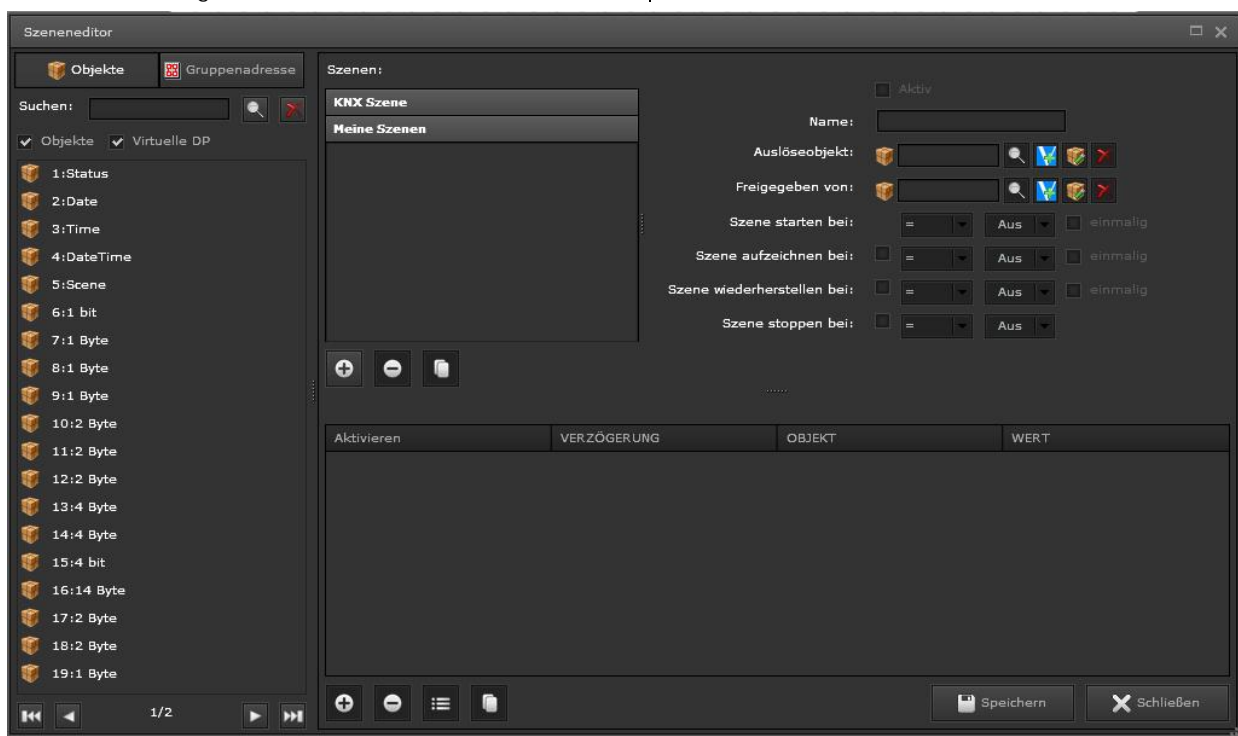 Szeneneditor
Objekte Gruppenadresse
Suchen:
Objekte Virtuelle DP
1:Status
2:Date
3:Time
4:DateTime
5:Scene
6:1 bit
7:1 Byte
8:1 Byte
9:1 Byte
10:2 Byte
11:2 Byte
12:2 Byte
13:4 Byte
14:4 Byte
15:4 bit
16:14 Byte
17:2 Byte
18:2 Byte
19:1 Byte
1/2
Szenen:
KNX Szene
Meine Szenen
Aktiv
Name:
Auslöseobjekt:
Freigegeben von:
Szene starten bei: = Aus einmalig
Szene aufzeichnen bei: = Aus einmalig
Szene wiederherstellen bei: = Aus einmalig
Szene stoppen bei: = Aus
Aktivieren VERZÖGERUNG OBJEKT WERT
Speichern Schließen